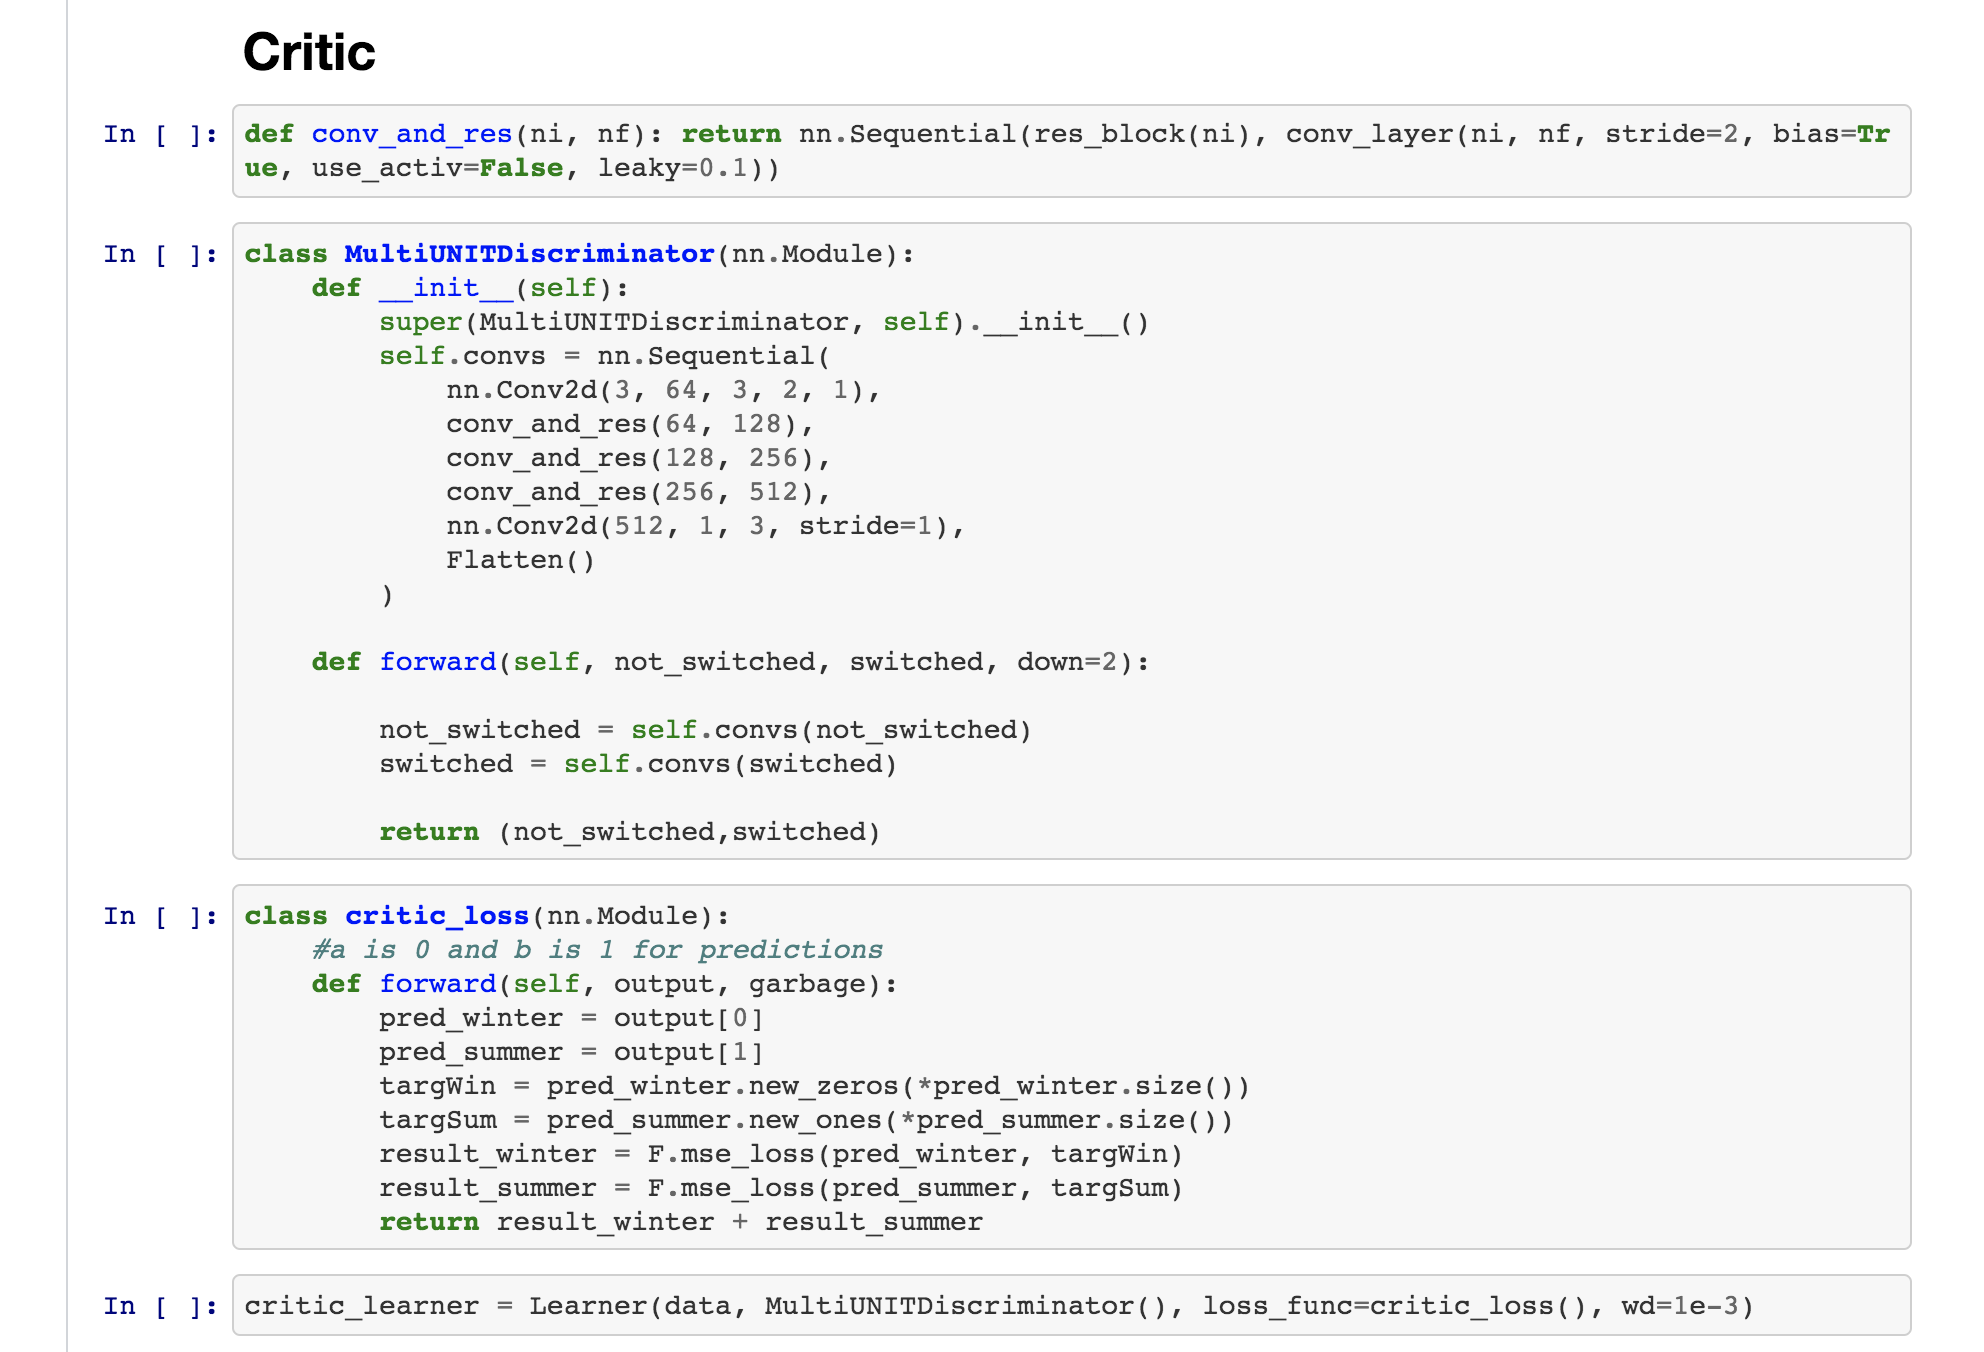 Critic
In [ ]: def conv_and_res(ni, nf): return nn.Sequential(res_block(ni), conv_layer(ni, nf, stride=2, bias=Tr
ue, use_activ=False, leaky=0.1))
In [ ]: class MultiUNITDiscriminator(nn.Module):
    def __init__(self):
        super(MultiUNITDiscriminator, self).__init__()
        self.convs = nn.Sequential(
            nn.Conv2d(3, 64, 3, 2, 1),
            conv_and_res(64, 128),
            conv_and_res(128, 256),
            conv_and_res(256, 512),
            nn.Conv2d(512, 1, 3, stride=1),
            Flatten()
        )
    def forward(self, not_switched, switched, down=2):
        not_switched = self.convs(not_switched)
        switched = self.convs(switched)
        return (not_switched,switched)
In [ ]: class critic_loss(nn.Module):
    #a is 0 and b is 1 for predictions
    def forward(self, output, garbage):
        pred_winter = output[0]
        pred_summer = output[1]
        targWin = pred_winter.new_zeros(*pred_winter.size())
        targSum = pred_summer.new_ones(*pred_summer.size())
        result_winter = F.mse_loss(pred_winter, targWin)
        result_summer = F.mse_loss(pred_summer, targSum)
        return result_winter + result_summer
In [ ]: critic_learner = Learner(data, MultiUNITDiscriminator(), loss_func=critic_loss(), wd=1e-3)